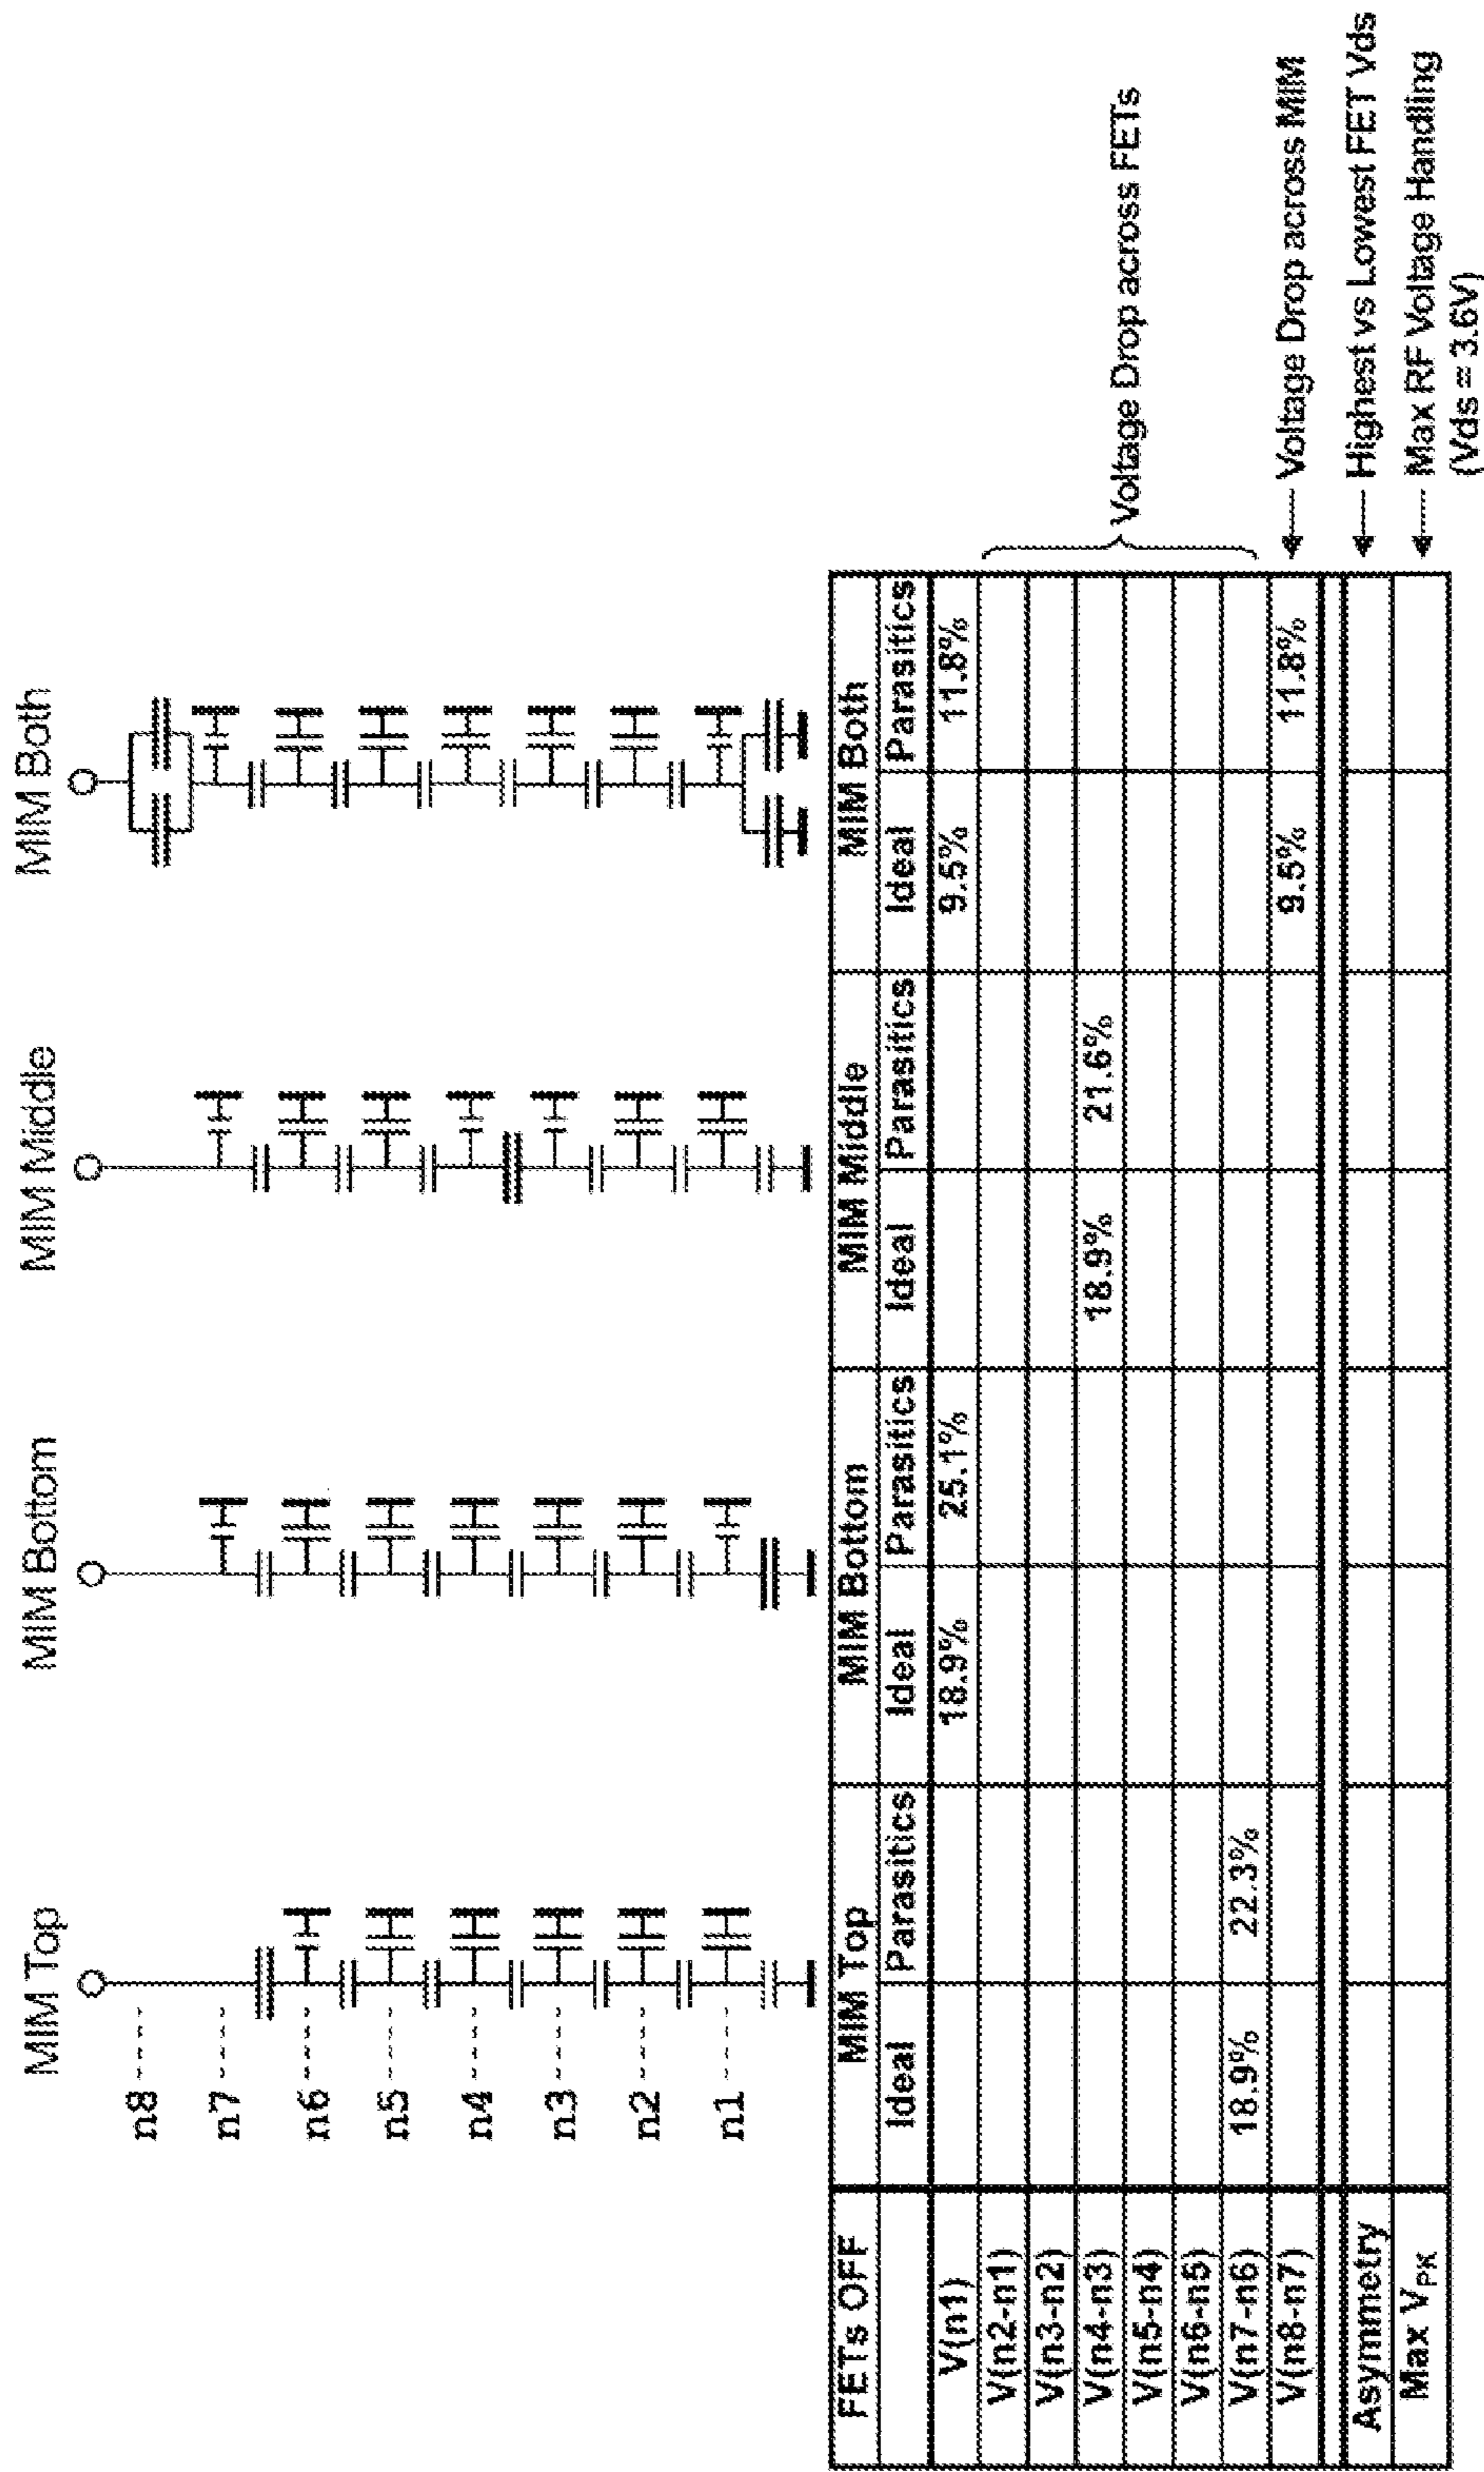 MIM Top MIM Bottom MIM Middle MIM Both
n8
n7
n6
n5
n4
n3
n2
n1
FETs OFF MIM Top MIM Bottom MIM Middle MIM Both
Ideal Parasitics Ideal Parasitics Ideal Parasitics Ideal Parasitics
V(n1) 18.9% 25.1% 9.5% 11.8%
V(n2-n1)
V(n3-n2)
V(n4-n3) 18.9% 21.6%
V(n5-n4)
V(n6-n5)
V(n7-n6) 18.9% 22.3%
V(n8-n7) 9.5% 11.8%
Asymmetry
Max VPK
Voltage Drop across FETs
Voltage Drop across MIM
Highest vs Lowest FET Vds
Max RF Voltage Handling
(Vds = 3.6V)